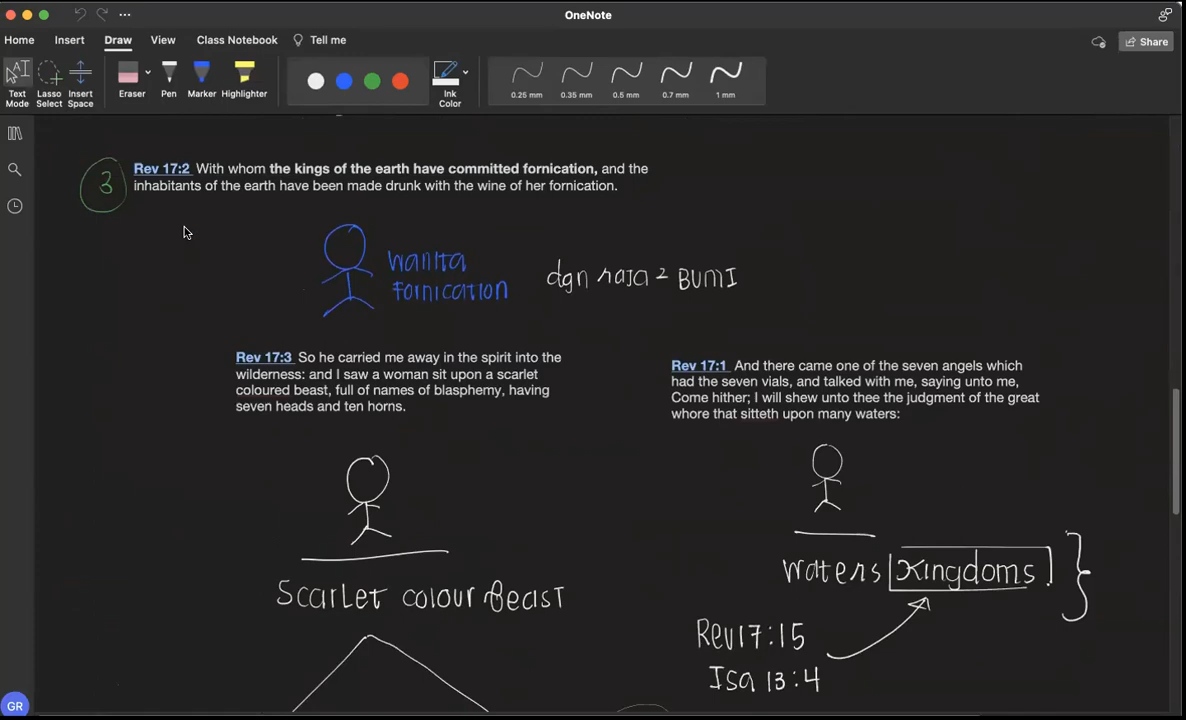 OneNote
Home Insert Draw View Class Notebook Tell me
Share
Text Mode
Lasso Select
Insert Space
Eraser
Pen
Marker
Highlighter
Ink Color
0.25 mm 0.35 mm 0.5 mm 0.7 mm 1 mm
3
Rev 17:2 With whom the kings of the earth have committed fornication, and the
inhabitants of the earth have been made drunk with the wine of her fornication.
wanita
fornication
dgn raja2 BUMI
Rev 17:3 So he carried me away in the spirit into the
wilderness: and I saw a woman sit upon a scarlet
coloured beast, full of names of blasphemy, having
seven heads and ten horns.
Rev 17:1 And there came one of the seven angels which
had the seven vials, and talked with me, saying unto me,
Come hither; I will shew unto thee the judgment of the great
whore that sitteth upon many waters:
waters Kingdoms
Scarlet colour Beast
Rev 17:15
Isa 13:4
GR